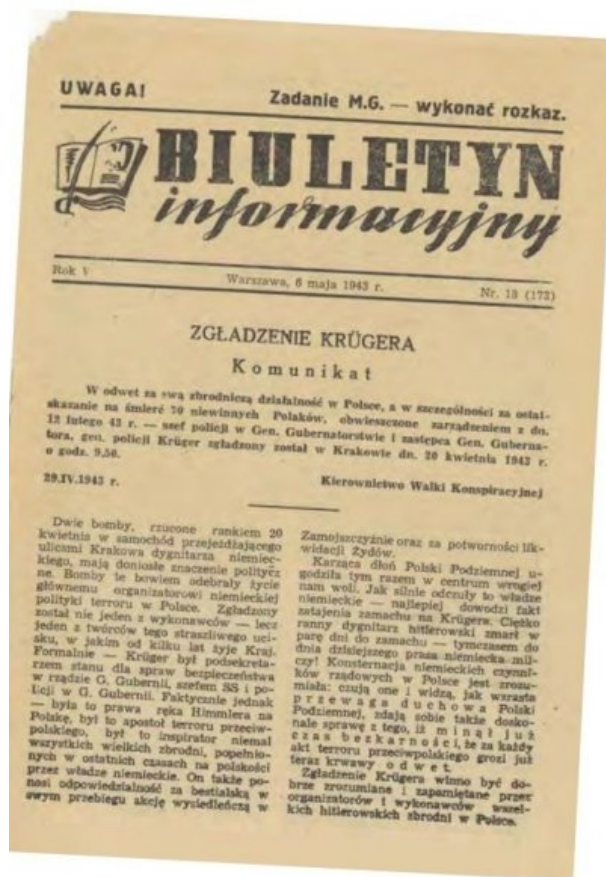 UWAGA!
Zadanie M.G. — wykonać rozkaz.
BIULETYN
informacyjny
Rok V
Warszawa, 6 maja 1943 r.
Nr. 18 (173)
ZGŁADZENIE KRÜGERA
Komunikat
W odwet za swą zbrodniczą działalność w Polsce, a w szczególności za ostat-
skazanie na śmierć 70 niewinnych Polaków, obwieszczone zarządzeniem z dn.
12 lutego 43 r. — szef policji w Gen. Gubernatorstwie i zastępca Gen. Guberna-
tora, gen. policji Krüger zgładzony został w Krakowie dn. 20 kwietnia 1943 r.
o godz. 9,50.
29.IV.1943 r.
Kierownictwo Walki Konspiracyjnej
Dwie bomby, rzucone rankiem 20
kwietnia w samochód przejeżdżającego
ulicami Krakowa dygnitarza niemiec-
kiego, mają doniosłe znaczenie politycz
ne. Bomby te bowiem odebrały życie
głównemu organizatorowi niemieckiej
polityki terroru w Polsce. Zgładzony
został nie jeden z wykonawców — lecz
jeden z twórców tego straszliwego uci-
sku, w jakim od kilku lat żyje Kraj.
Formalnie — Krüger był podsekreta-
rzem stanu dla spraw bezpieczeństwa
w rządzie G. Gubernii, szefem SS i po-
licji w G. Gubernii. Faktycznie jednak
— była to prawa ręka Himmlera na
Polskę, był to apostoł terroru przeciw-
polskiego, był to inspirator niemal
wszystkich wielkich zbrodni, popełnio-
nych w ostatnich czasach na polskości
przez władze niemieckie. On także po-
nosi odpowiedzialność za bestialską w
swym przebiegu akcję wysiedleńczą w
Zamojszczyźnie oraz za potworności lik-
widacji Żydów.
Karząca dłoń Polski Podziemnej u-
godziła tym razem w centrum wrogiej
nam woli. Jak silnie odczuły to władze
niemieckie — najlepiej dowodzi fakt
zatajenia zamachu na Krügera. Ciężko
ranny dygnitarz hitlerowski zmarł w
parę dni do zamachu — tymczasem do
dnia dzisiejszego prasa niemiecka mil-
czy! Konsternacja niemieckich czynni-
ków rządowych w Polsce jest zrozu-
miała: czują one i widzą, jak wzrasta
przewaga duchowa Polski
Podziemnej, zdają sobie także dosko-
nale sprawę z tego, iż minął już
czas bezkarności, że za każdy
akt terroru przeciwpolskiego grozi już
teraz krwawy odwet.
Zgładzenie Krügera winno być do-
brze zrozumiane i zapamiętane przez
organizatorów i wykonawców wszel-
kich hitlerowskich zbrodni w Polsce.